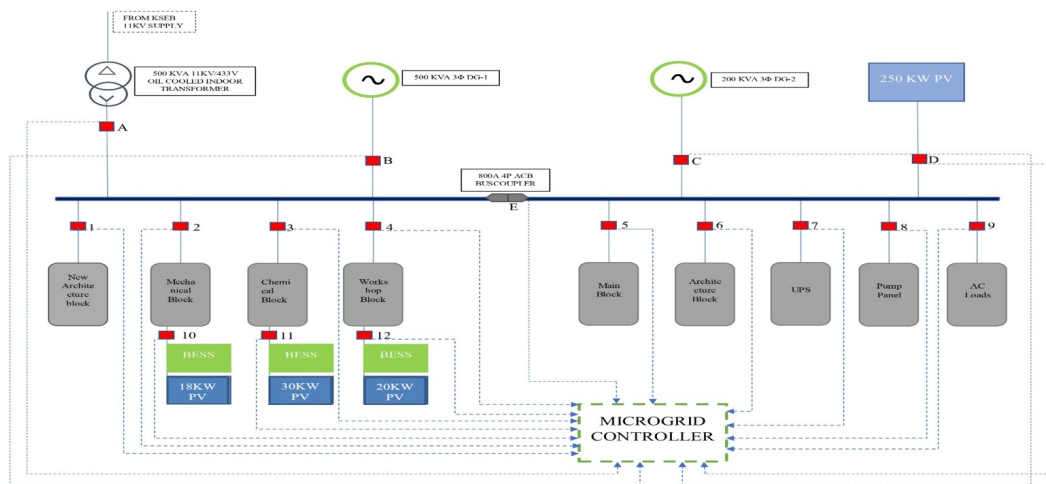 FROM KSEB
11KV SUPPLY
500 KVA 11KV/433V
OIL COOLED INDOOR
TRANSFORMER
500 KVA 3Φ DG-1
200 KVA 3Φ DG-2
250 KW PV
A
B
C
D
800A 4P ACB
BUSCOUPLER
E
1
2
3
4
5
6
7
8
9
New
Archite
cture
block
Mecha
nical
Block
Chemi
cal
Block
Works
hop
Block
Main
Block
Archite
cture
Block
UPS
Pump
Panel
AC
Loads
10
11
12
BESS
BESS
BESS
18KW
PV
30KW
PV
20KW
PV
MICROGRID
CONTROLLER